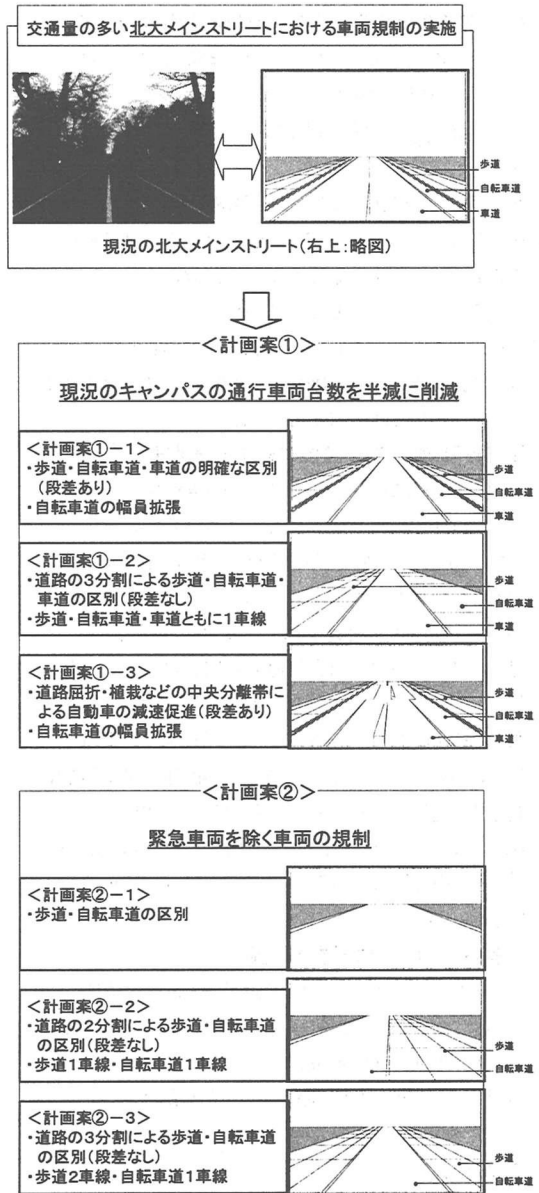 交通量の多い北大メインストリートにおける車両規制の実施
歩道
自転車道
車道
現況の北大メインストリート(右上:略図)
<計画案①>
現況のキャンパスの通行車両台数を半減に削減
<計画案①-1>
・歩道・自転車道・車道の明確な区別
(段差あり)
・自転車道の幅員拡張
歩道
自転車道
車道
<計画案①-2>
・道路の3分割による歩道・自転車道・
車道の区別(段差なし)
・歩道・自転車道・車道ともに1車線
歩道
自転車道
車道
<計画案①-3>
・道路屈折・植栽などの中央分離帯に
よる自動車の減速促進(段差あり)
・自転車道の幅員拡張
歩道
自転車道
車道
<計画案②>
緊急車両を除く車両の規制
<計画案②-1>
・歩道・自転車道の区別
<計画案②-2>
・道路の2分割による歩道・自転車道
の区別(段差なし)
・歩道1車線・自転車道1車線
歩道
自転車道
<計画案②-3>
・道路の3分割による歩道・自転車道
の区別(段差なし)
・歩道2車線・自転車道1車線
歩道
自転車道